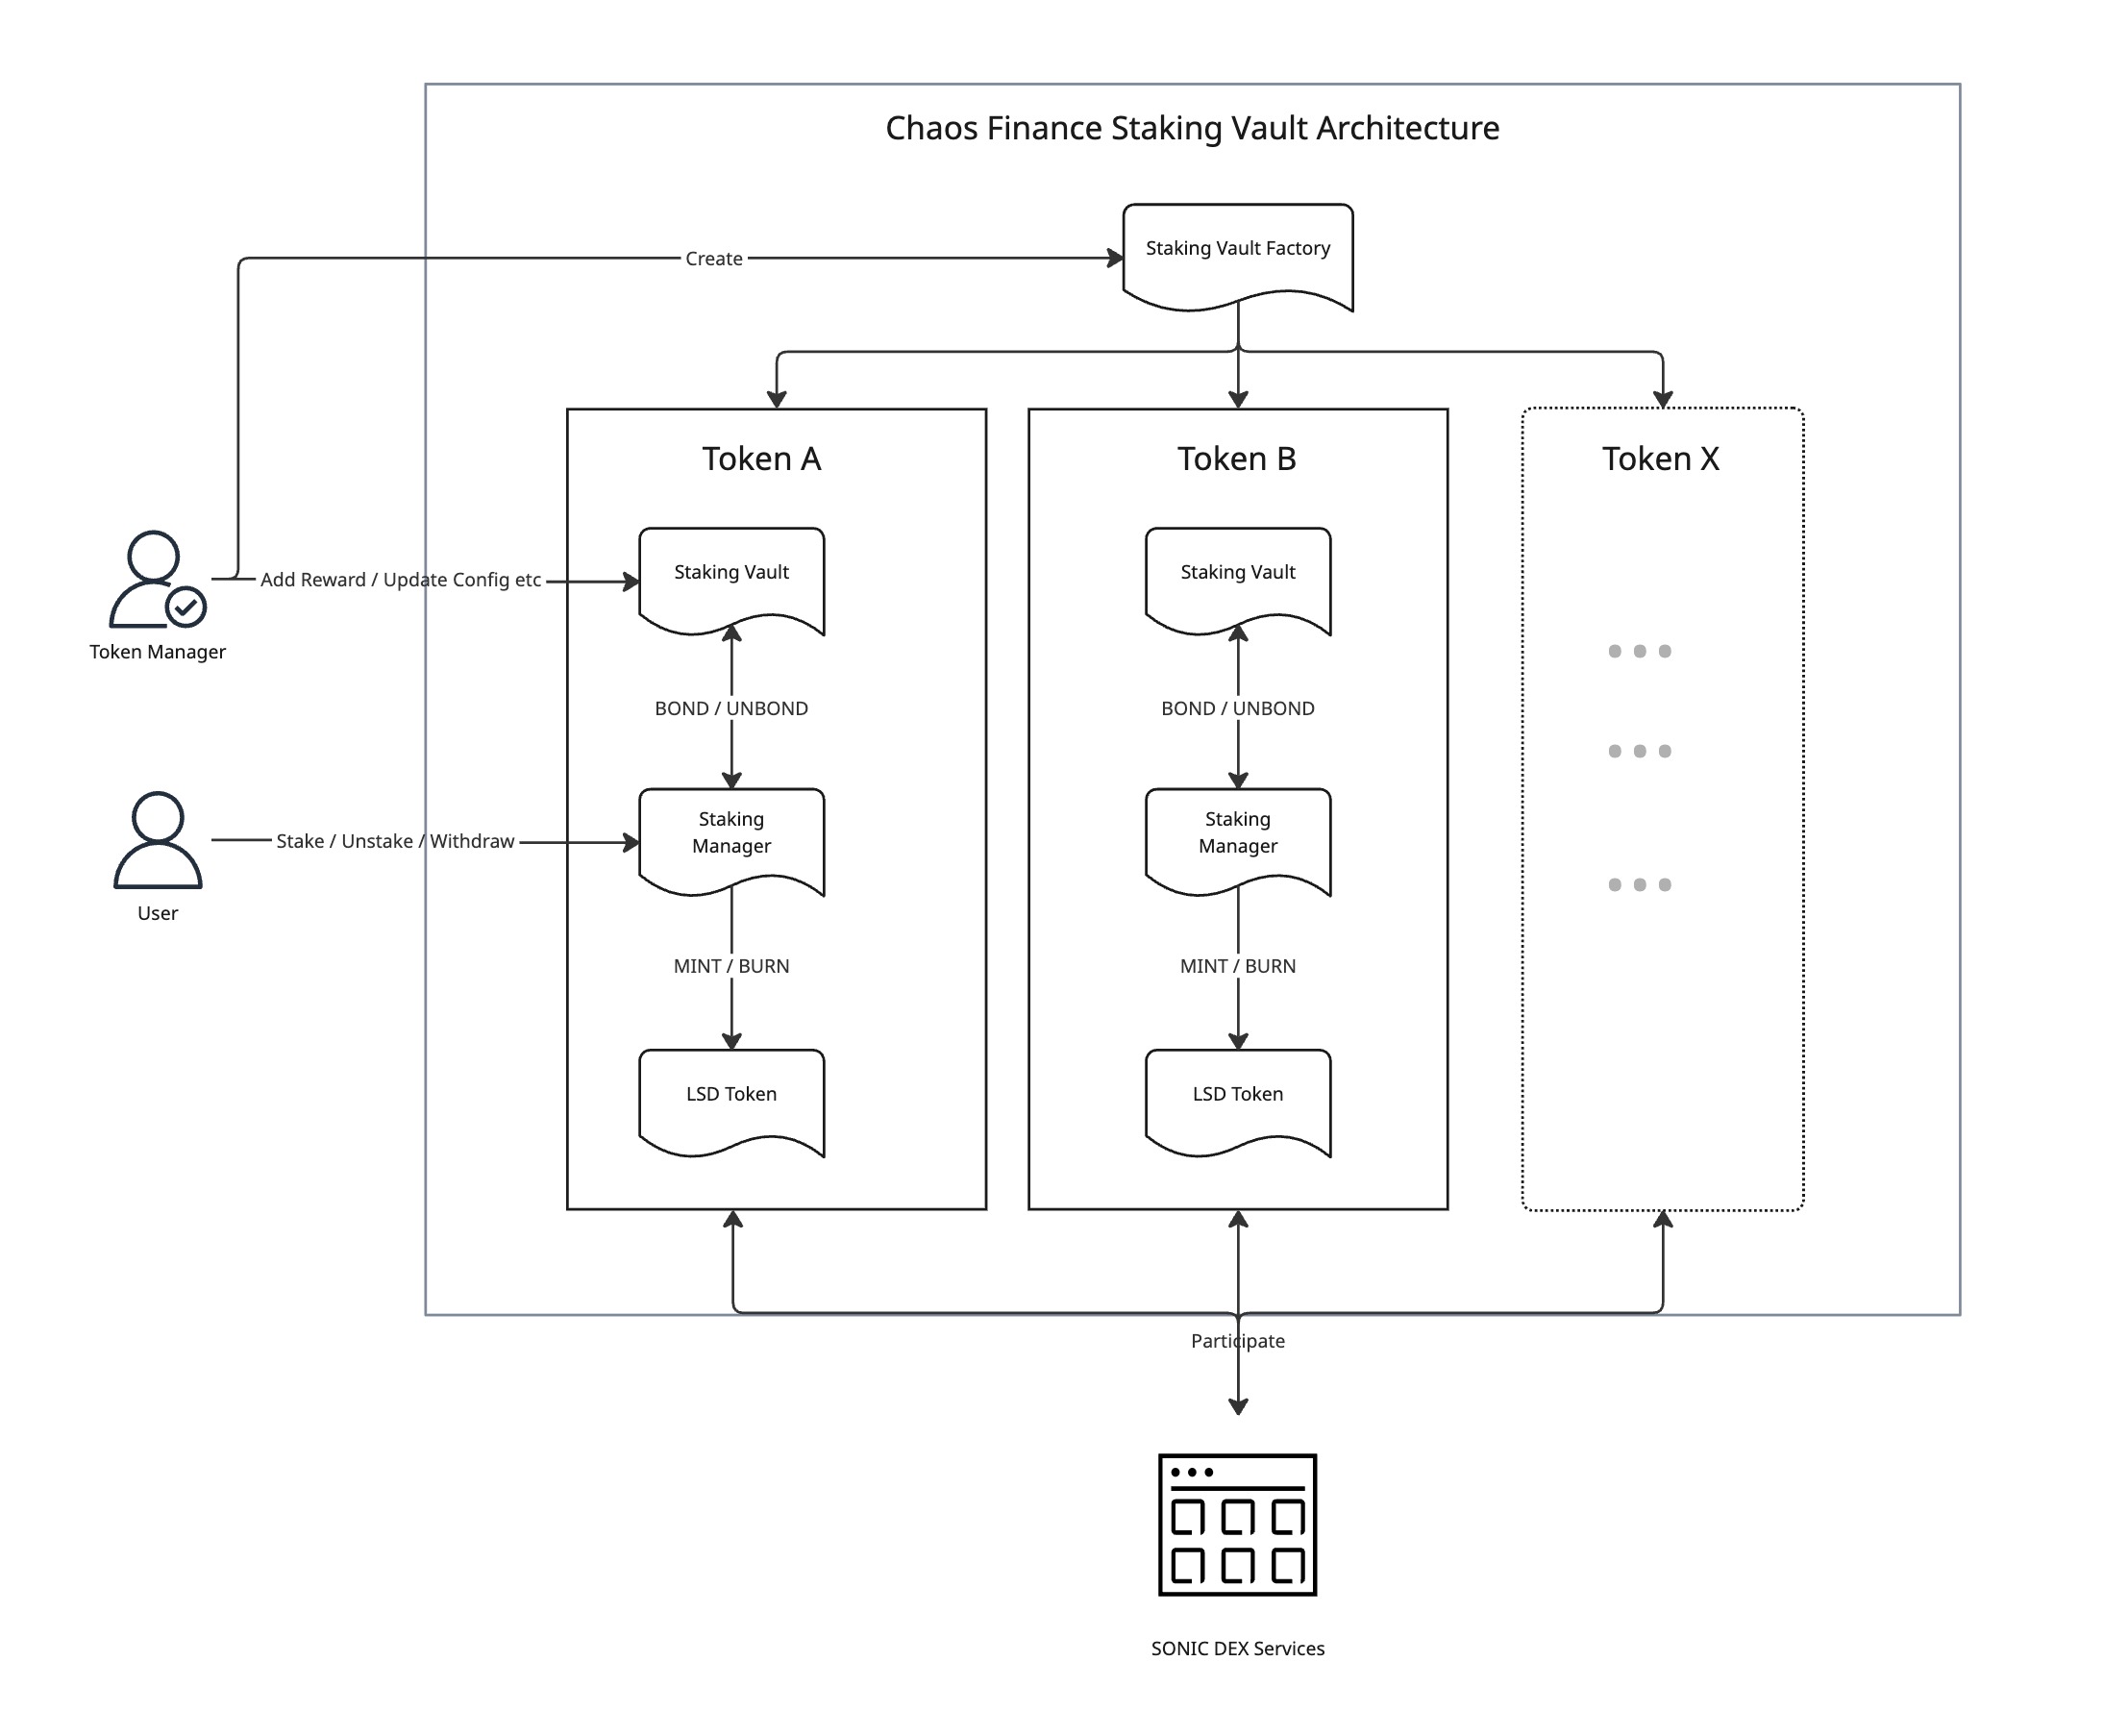 Chaos Finance Staking Vault Architecture
Staking Vault Factory
Create
Token A
Token B
Token X
Staking Vault
Staking Vault
Add Reward / Update Config etc
Token Manager
BOND / UNBOND
BOND / UNBOND
Staking
Manager
Staking
Manager
Stake / Unstake / Withdraw
User
MINT / BURN
MINT / BURN
LSD Token
LSD Token
Participate
SONIC DEX Services